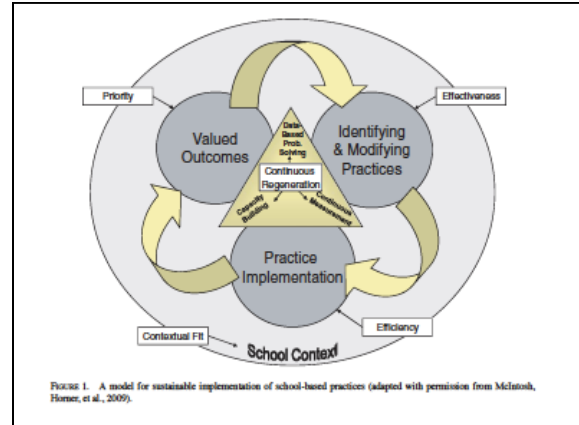 Priority
Effectiveness
Valued
Outcomes
Identifying
& Modifying
Practices
Data-
Based
Prob.
Solving
Continuous
Regeneration
Capacity
Building
Continuous
Measurement
Practice
Implementation
Efficiency
Contextual Fit
School Context
FIGURE 1. A model for sustainable implementation of school-based practices (adapted with permission from McIntosh,
Horner, et al., 2009).